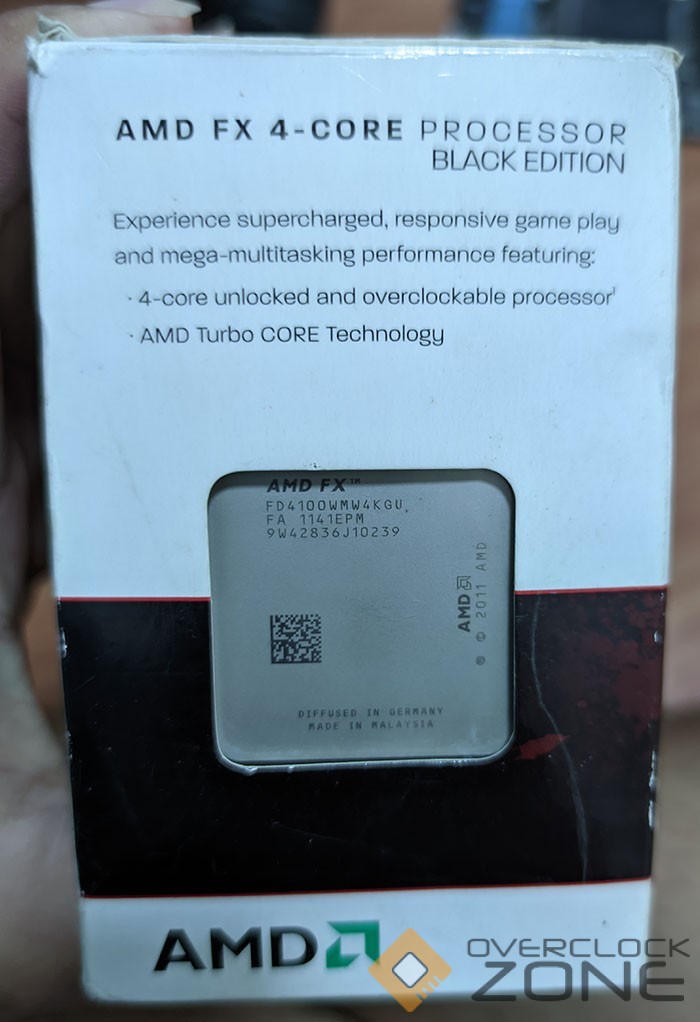 AMD FX 4-CORE PROCESSOR
BLACK EDITION
Experience supercharged, responsive game play
and mega-multitasking performance featuring:
· 4-core unlocked and overclockable processor¹
· AMD Turbo CORE Technology
AMD FX™
FD4100WMW4KGU
FA 1141EPM
9W42836J10239
AMD
® © 2011 AMD
DIFFUSED IN GERMANY
MADE IN MALAYSIA
AMD
OVERCLOCK
ZONE